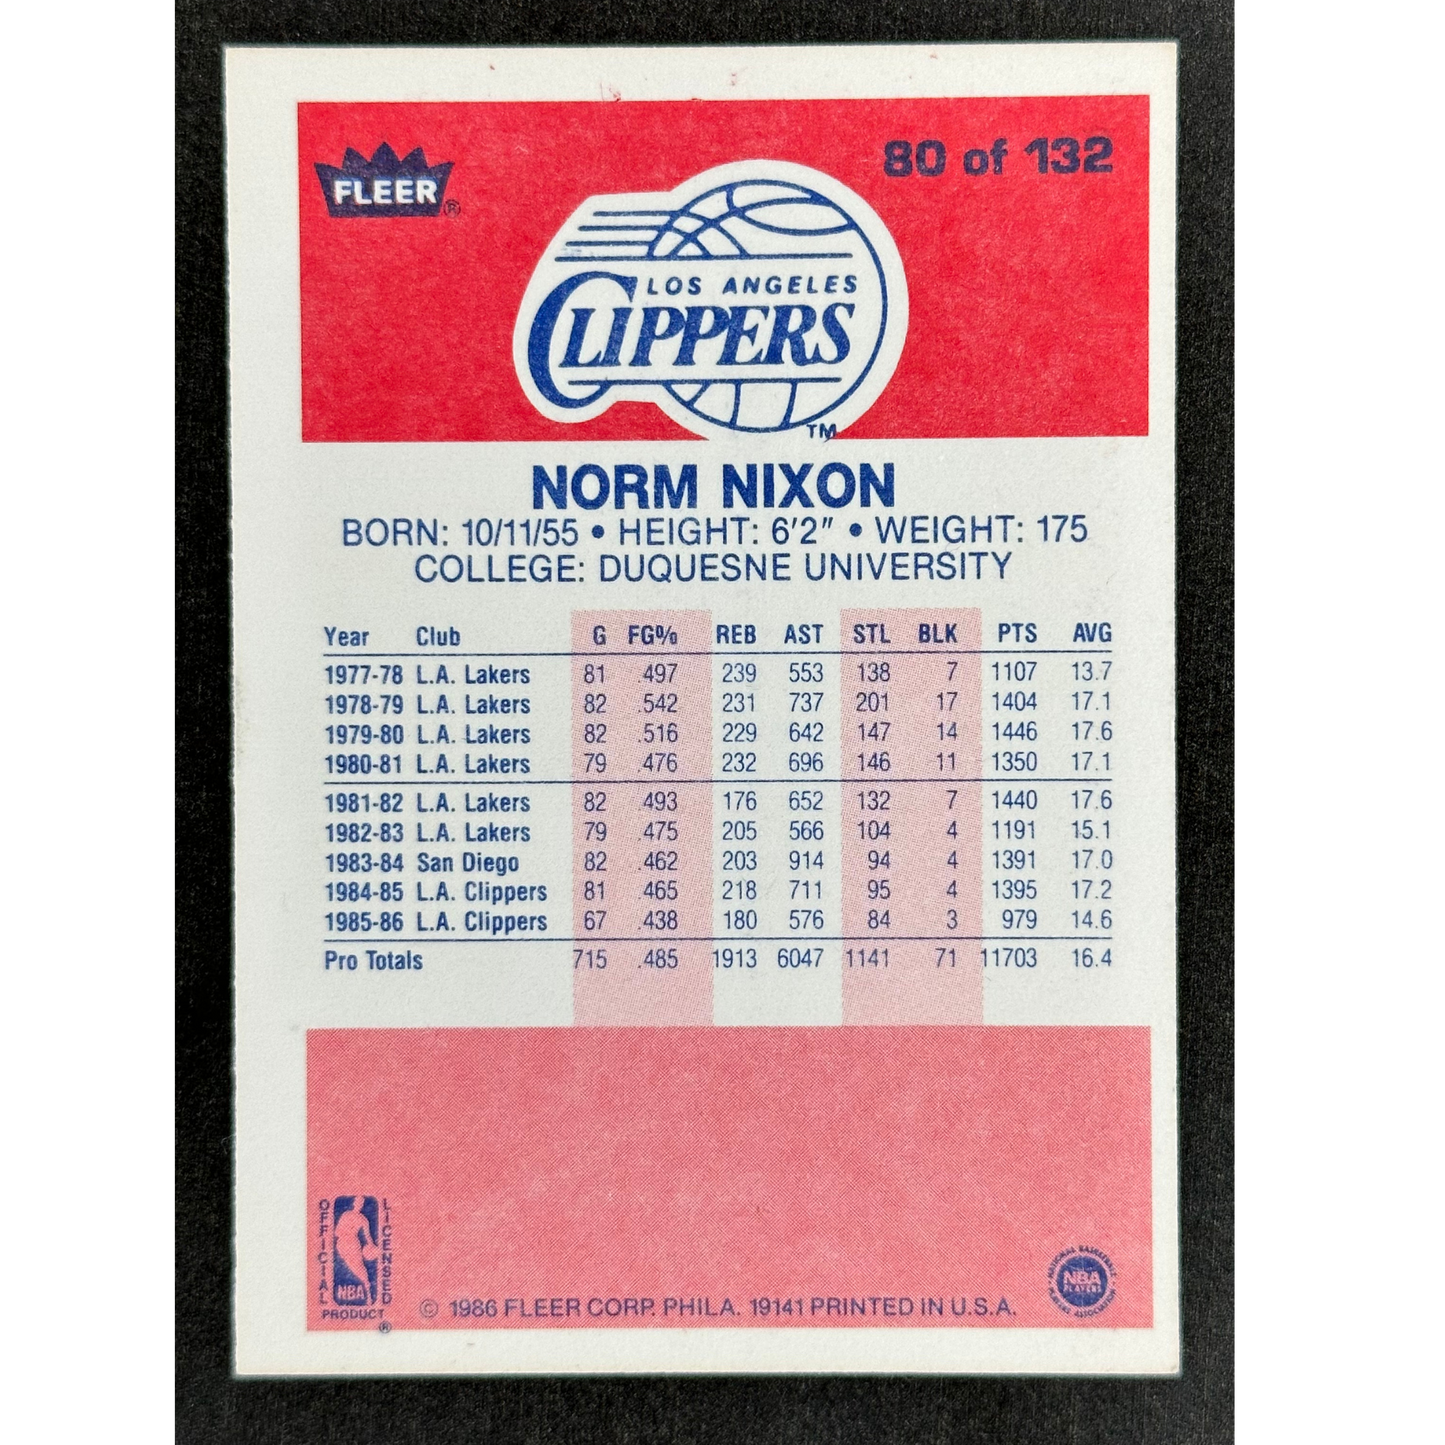 FLEER®
80 of 132
LOS ANGELES
CLIPPERS
TM
NORM NIXON
BORN: 10/11/55 • HEIGHT: 6'2" • WEIGHT: 175
COLLEGE: DUQUESNE UNIVERSITY
Year Club G FG% REB AST STL BLK PTS AVG
1977-78 L.A. Lakers 81 .497 239 553 138 7 1107 13.7
1978-79 L.A. Lakers 82 .542 231 737 201 17 1404 17.1
1979-80 L.A. Lakers 82 .516 229 642 147 14 1446 17.6
1980-81 L.A. Lakers 79 .476 232 696 146 11 1350 17.1
1981-82 L.A. Lakers 82 .493 176 652 132 7 1440 17.6
1982-83 L.A. Lakers 79 .475 205 566 104 4 1191 15.1
1983-84 San Diego 82 .462 203 914 94 4 1391 17.0
1984-85 L.A. Clippers 81 .465 218 711 95 4 1395 17.2
1985-86 L.A. Clippers 67 .438 180 576 84 3 979 14.6
Pro Totals 715 .485 1913 6047 1141 71 11703 16.4
OFFICIAL
LICENSED
NBA
PRODUCT
®
© 1986 FLEER CORP. PHILA. 19141 PRINTED IN U.S.A.
NATIONAL BASKETBALL
NBA
PLAYERS
PLAYERS ASSOCIATION